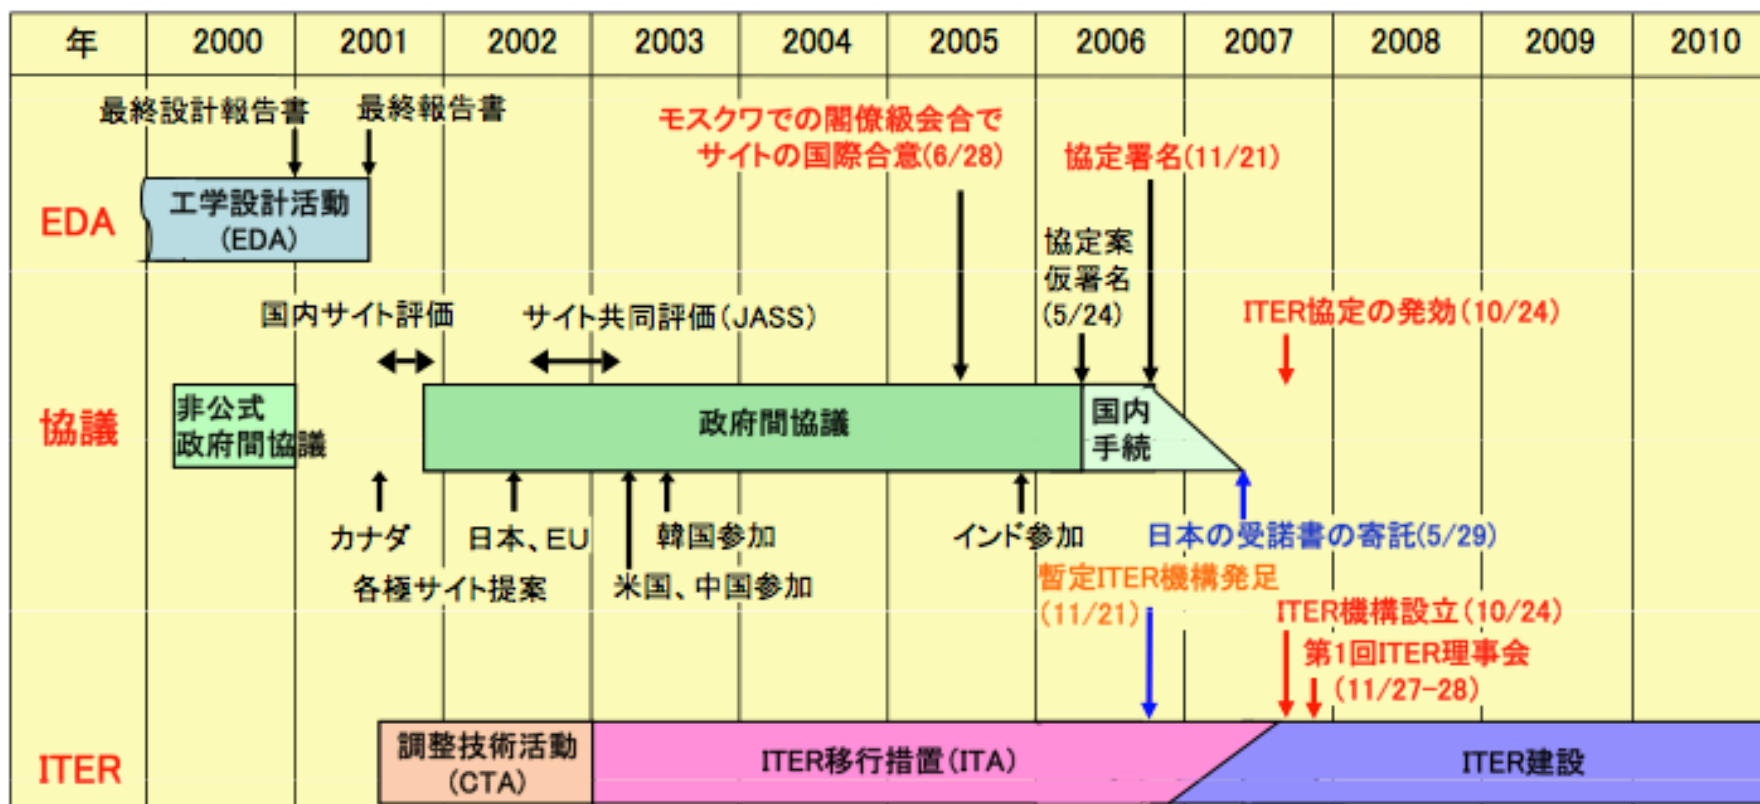 年 2000 2001 2002 2003 2004 2005 2006 2007 2008 2009 2010
最終設計報告書
最終報告書
モスクワでの閣僚級会合で
サイトの国際合意(6/28)
協定署名(11/21)
EDA
工学設計活動
(EDA)
協定案
仮署名
(5/24)
国内サイト評価
サイト共同評価(JASS)
ITER協定の発効(10/24)
協議
非公式
政府間協議
政府間協議
国内
手続
カナダ
日本、EU
韓国参加
インド参加
日本の受諾書の寄託(5/29)
各極サイト提案
米国、中国参加
暫定ITER機構発足
(11/21)
ITER機構設立(10/24)
第1回ITER理事会
(11/27-28)
ITER
調整技術活動
(CTA)
ITER移行措置(ITA)
ITER建設